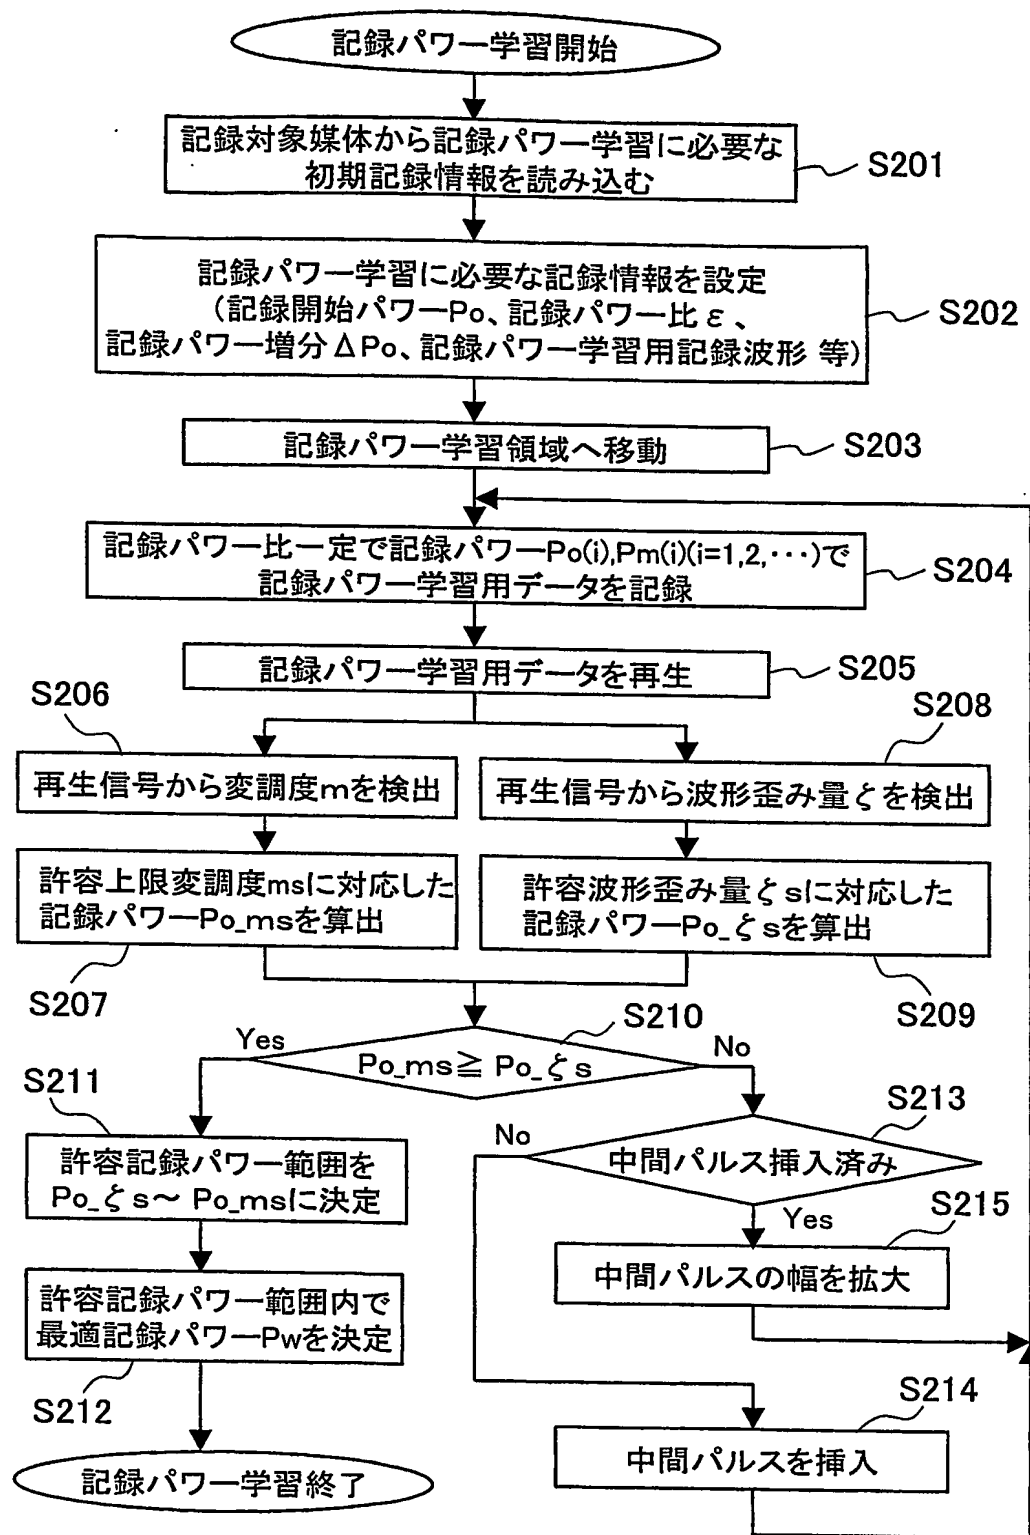 記録パワー学習開始
記録対象媒体から記録パワー学習に必要な
初期記録情報を読み込む
S201
記録パワー学習に必要な記録情報を設定
(記録開始パワーPo、記録パワー比ε、
記録パワー増分ΔPo、記録パワー学習用記録波形 等)
S202
記録パワー学習領域へ移動
S203
記録パワー比一定で記録パワーPo(i),Pm(i)(i=1,2,･･･)で
記録パワー学習用データを記録
S204
記録パワー学習用データを再生
S205
S206
再生信号から変調度mを検出
S208
再生信号から波形歪み量ζを検出
許容上限変調度msに対応した
記録パワーPo_msを算出
S207
許容波形歪み量ζsに対応した
記録パワーPo_ζsを算出
S209
S210
Po_ms≧Po_ζs
Yes
No
S211
許容記録パワー範囲を
Po_ζs～Po_msに決定
S213
中間パルス挿入済み
No
Yes
S215
中間パルスの幅を拡大
許容記録パワー範囲内で
最適記録パワーPwを決定
S212
S214
中間パルスを挿入
記録パワー学習終了